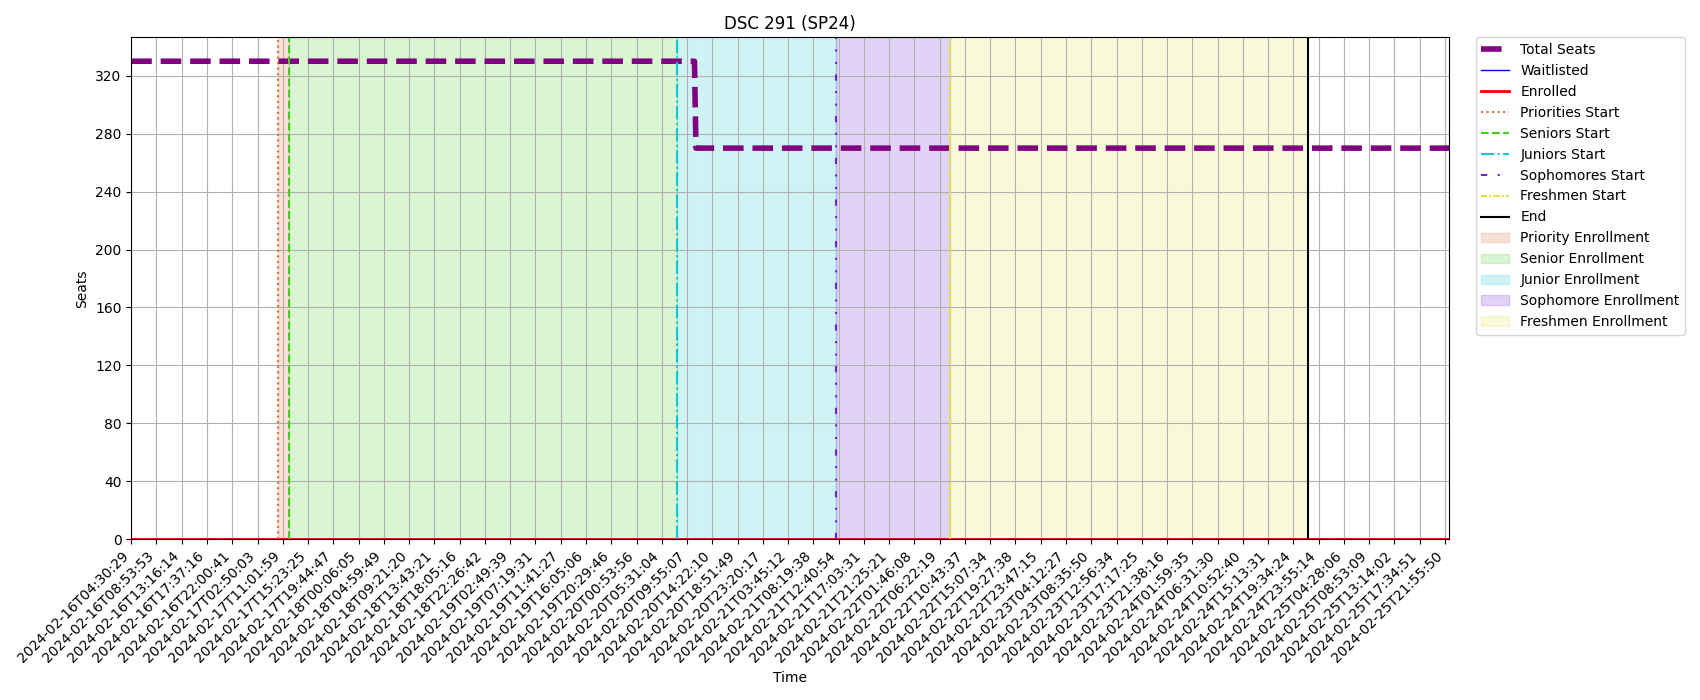 DSC 291 (SP24)
Total Seats
Waitlisted
Enrolled
Priorities Start
Seniors Start
Juniors Start
Sophomores Start
Freshmen Start
End
Priority Enrollment
Senior Enrollment
Junior Enrollment
Sophomore Enrollment
Freshmen Enrollment
Seats
320
280
240
200
160
120
80
40
0
2024-02-16T04:30:29
2024-02-16T08:53:53
2024-02-16T13:16:14
2024-02-16T17:37:16
2024-02-16T22:00:41
2024-02-17T02:50:03
2024-02-17T11:01:59
2024-02-17T15:23:25
2024-02-17T19:44:47
2024-02-18T00:06:05
2024-02-18T04:59:49
2024-02-18T09:21:20
2024-02-18T13:43:21
2024-02-18T18:05:16
2024-02-18T22:26:42
2024-02-19T02:49:39
2024-02-19T07:19:31
2024-02-19T11:41:27
2024-02-19T16:05:06
2024-02-19T20:29:46
2024-02-20T00:53:56
2024-02-20T05:31:04
2024-02-20T09:55:07
2024-02-20T14:22:10
2024-02-20T18:51:49
2024-02-20T23:20:17
2024-02-21T03:45:12
2024-02-21T08:19:38
2024-02-21T12:40:54
2024-02-21T17:03:31
2024-02-21T21:25:21
2024-02-22T01:46:08
2024-02-22T06:22:19
2024-02-22T10:43:37
2024-02-22T15:07:34
2024-02-22T19:27:38
2024-02-22T23:47:15
2024-02-23T04:12:27
2024-02-23T08:35:50
2024-02-23T12:56:34
2024-02-23T17:17:25
2024-02-23T21:38:16
2024-02-24T01:59:35
2024-02-24T06:31:30
2024-02-24T10:52:40
2024-02-24T15:13:31
2024-02-24T19:34:24
2024-02-24T23:55:14
2024-02-25T04:28:06
2024-02-25T08:53:09
2024-02-25T13:14:02
2024-02-25T17:34:51
2024-02-25T21:55:50
Time